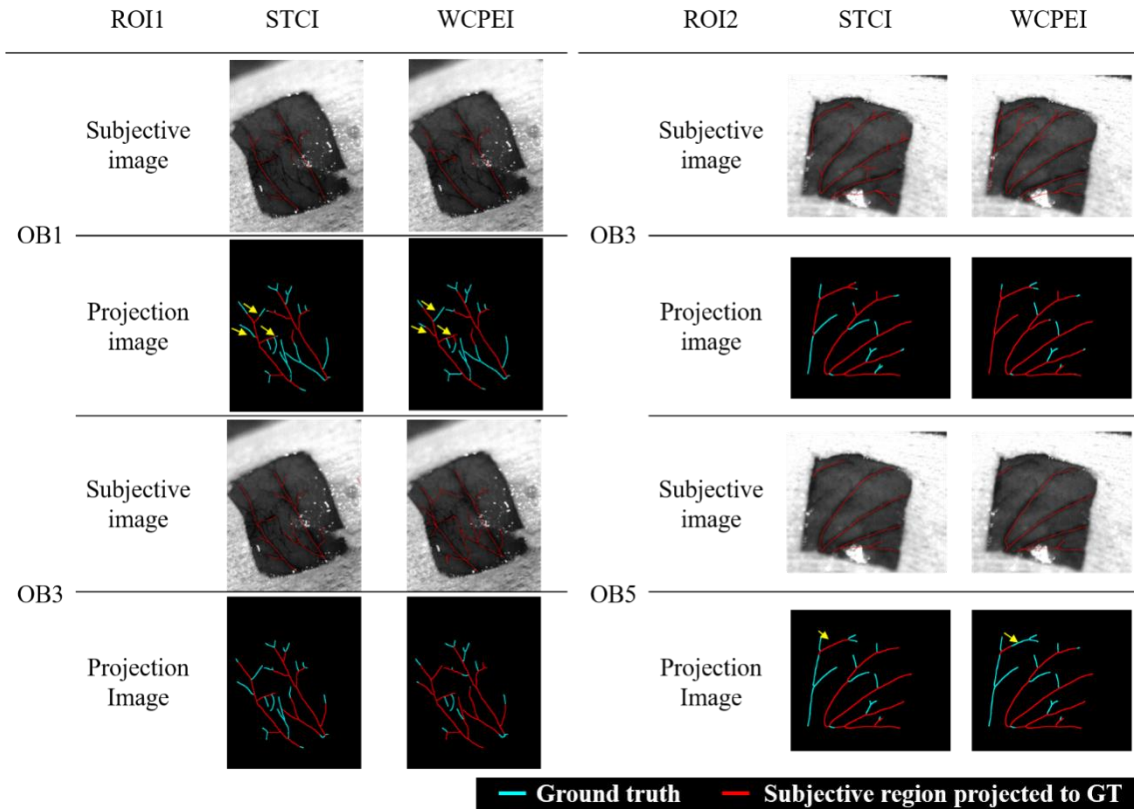 ROI1 STCI WCPEI ROI2 STCI WCPEI
Subjective
image
Subjective
image
OB1
OB3
Projection
image
Projection
image
Subjective
image
Subjective
image
OB3
OB5
Projection
Image
Projection
Image
Ground truth Subjective region projected to GT